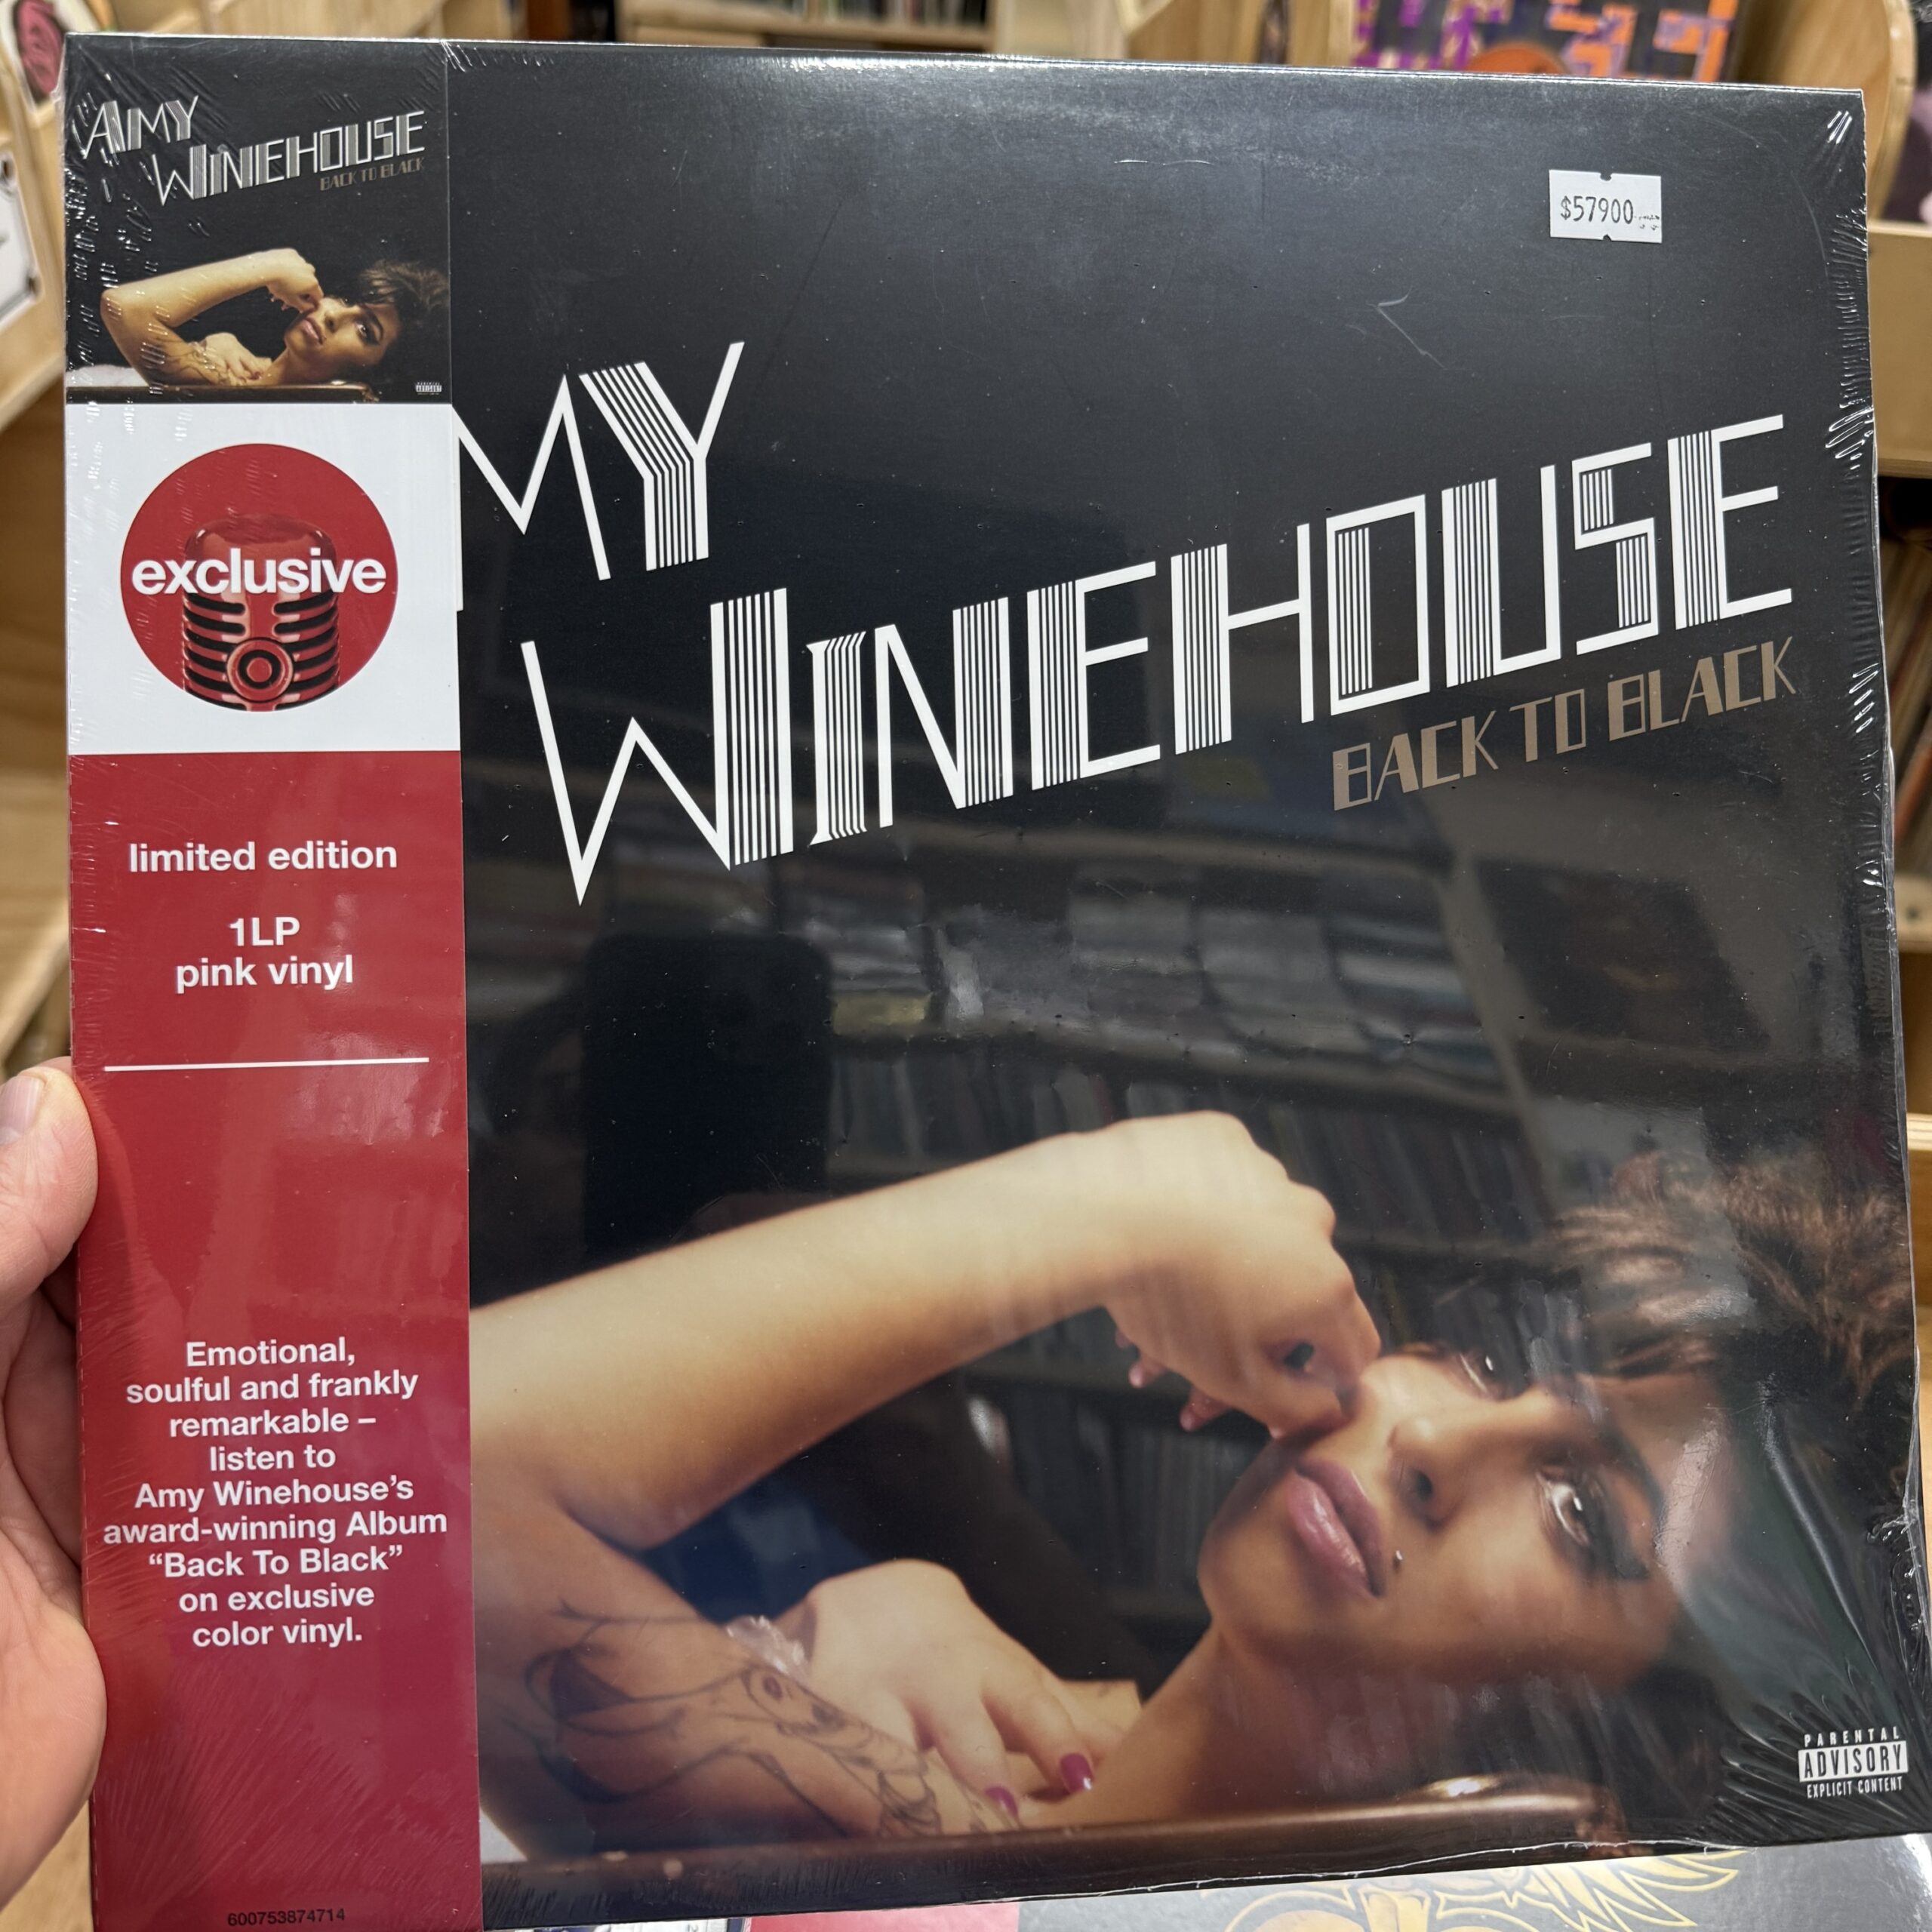 AMY
WINEHOUSE
BACK TO BLACK
exclusive
limited edition
1LP
pink vinyl
Emotional,
soulful and frankly
remarkable –
listen to
Amy Winehouse's
award-winning Album
“Back To Black”
on exclusive
color vinyl.
600753874714
$57900
MY
WINEHOUSE
BACK TO BLACK
PARENTAL
ADVISORY
EXPLICIT CONTENT